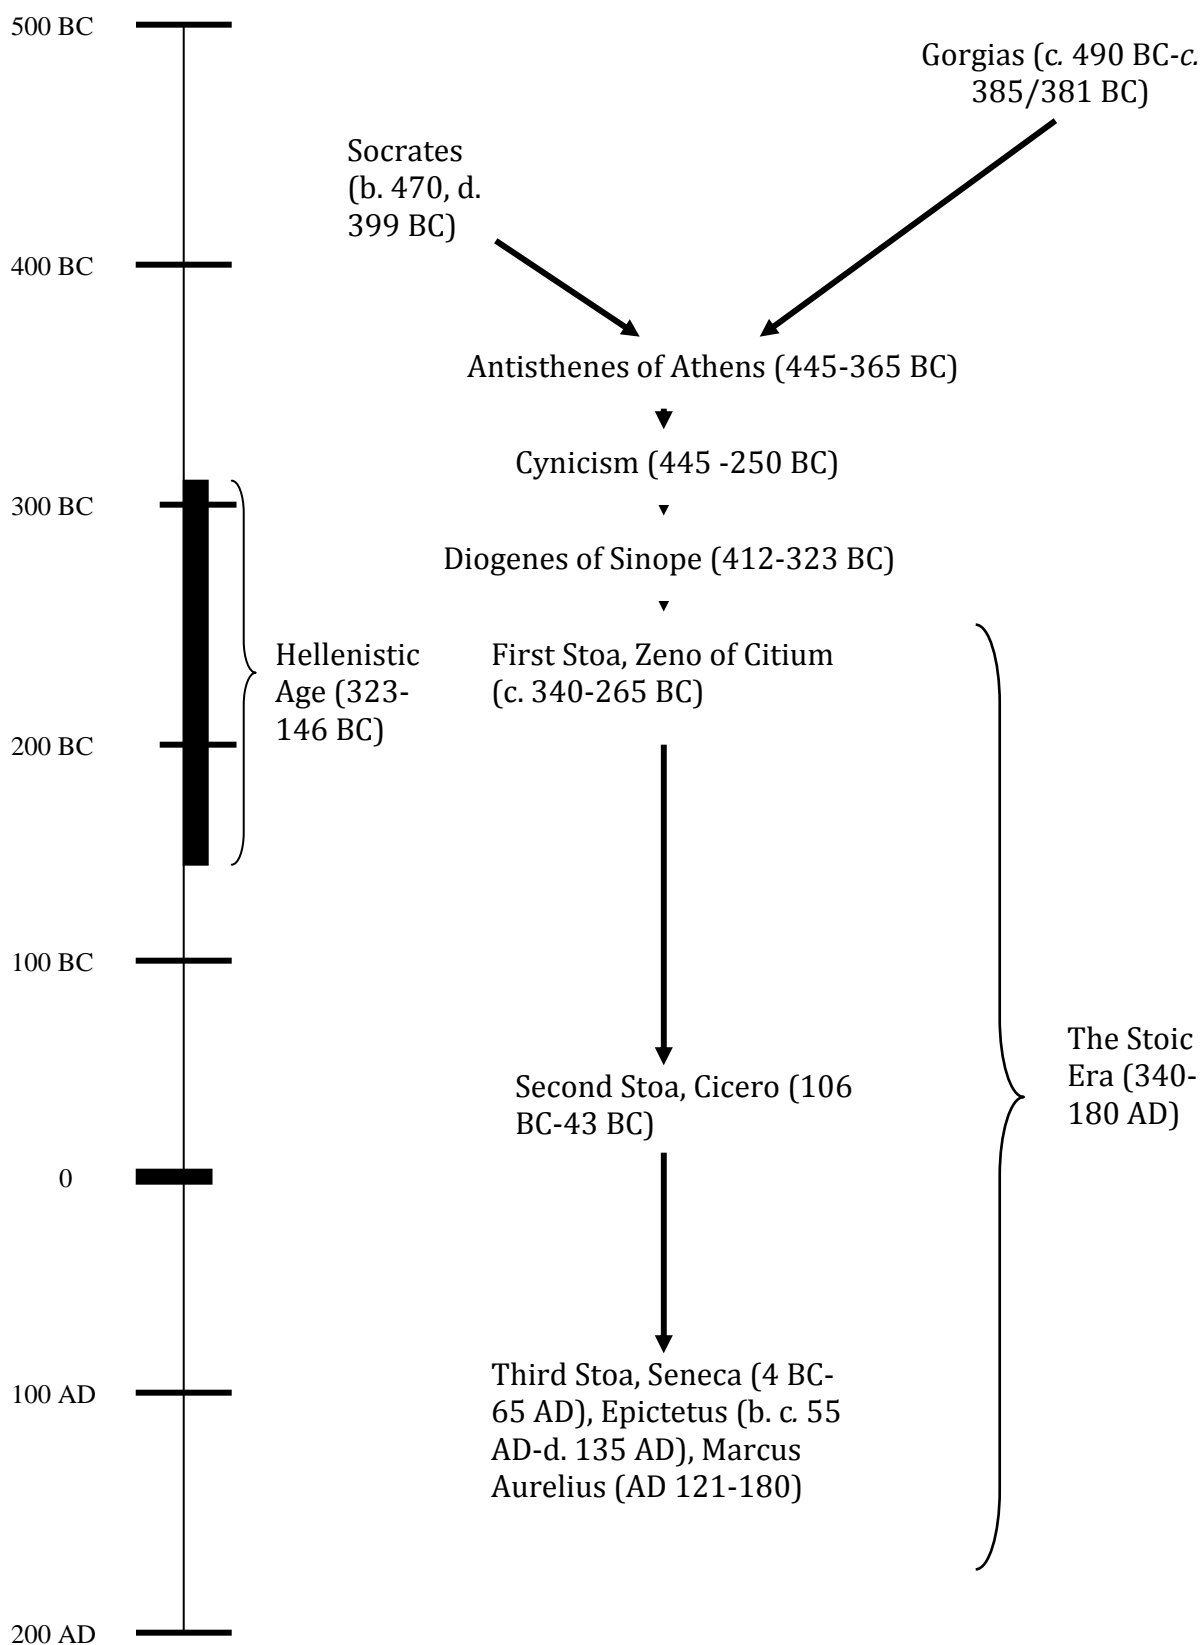 500 BC
Gorgias (c. 490 BC-c.
385/381 BC)
Socrates
(b. 470, d.
399 BC)
400 BC
Antisthenes of Athens (445-365 BC)
Cynicism (445 -250 BC)
300 BC
Diogenes of Sinope (412-323 BC)
Hellenistic
Age (323-
146 BC)
First Stoa, Zeno of Citium
(c. 340-265 BC)
200 BC
100 BC
The Stoic
Era (340-
180 AD)
Second Stoa, Cicero (106
BC-43 BC)
0
Third Stoa, Seneca (4 BC-
65 AD), Epictetus (b. c. 55
AD-d. 135 AD), Marcus
Aurelius (AD 121-180)
100 AD
200 AD